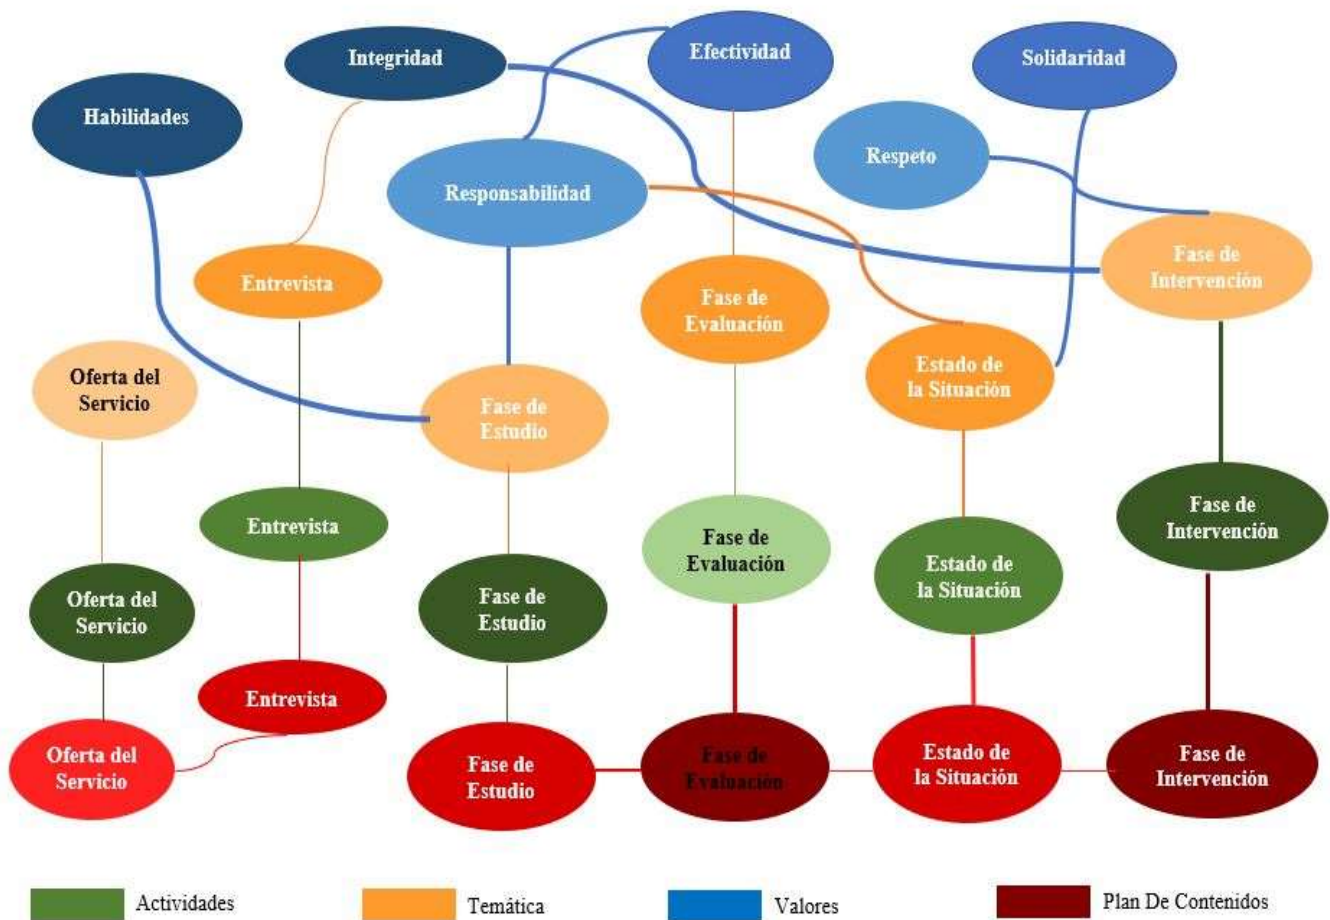 Integridad
Efectividad
Solidaridad
Habilidades
Respeto
Responsabilidad
Fase de
Intervención
Entrevista
Fase de
Evaluación
Estado de
la Situación
Oferta del
Servicio
Fase de
Estudio
Fase de
Intervención
Entrevista
Fase de
Evaluación
Estado de
la Situación
Oferta del
Servicio
Fase de
Estudio
Entrevista
Oferta del
Servicio
Fase de
Estudio
Fase de
Evaluación
Estado de
la Situación
Fase de
Intervención
Actividades
Temática
Valores
Plan De Contenidos